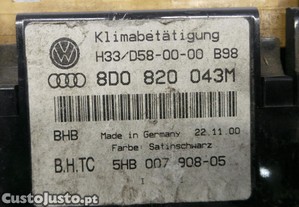 Klimabetätigung
H33/D58-00-00 B98
8D0 820 043M
BHB Made in Germany 22.11.00
Farbe: Satinschwarz
B.H.TC 5HB 007 908-05
CustoJusto.pt